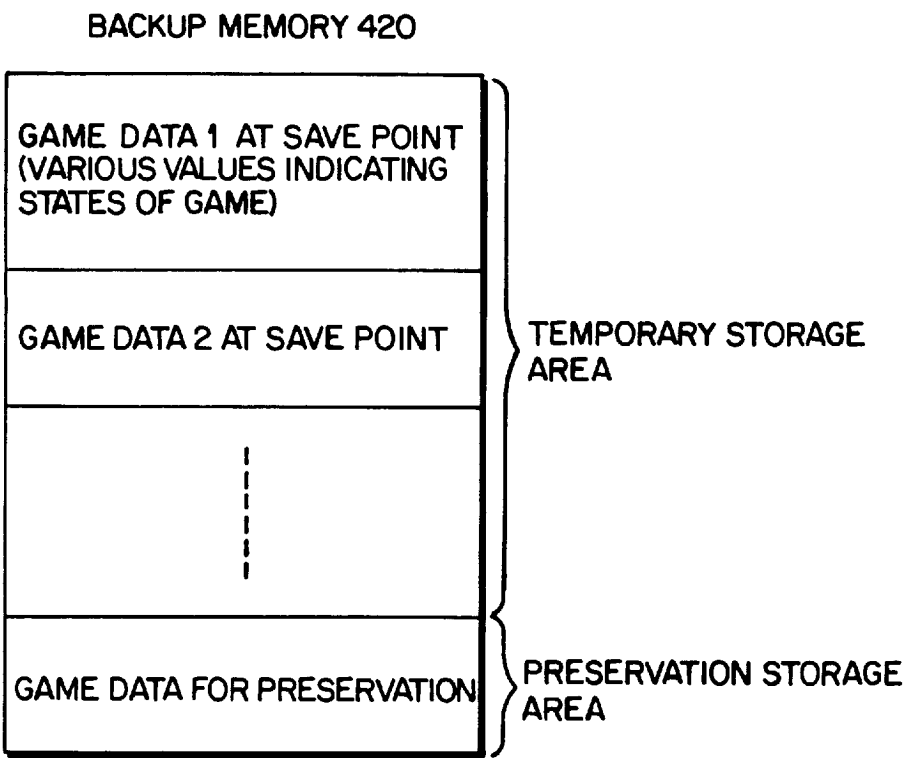 BACKUP MEMORY 420
GAME DATA 1 AT SAVE POINT
(VARIOUS VALUES INDICATING
STATES OF GAME)
GAME DATA 2 AT SAVE POINT
TEMPORARY STORAGE
AREA
GAME DATA FOR PRESERVATION
PRESERVATION STORAGE
AREA